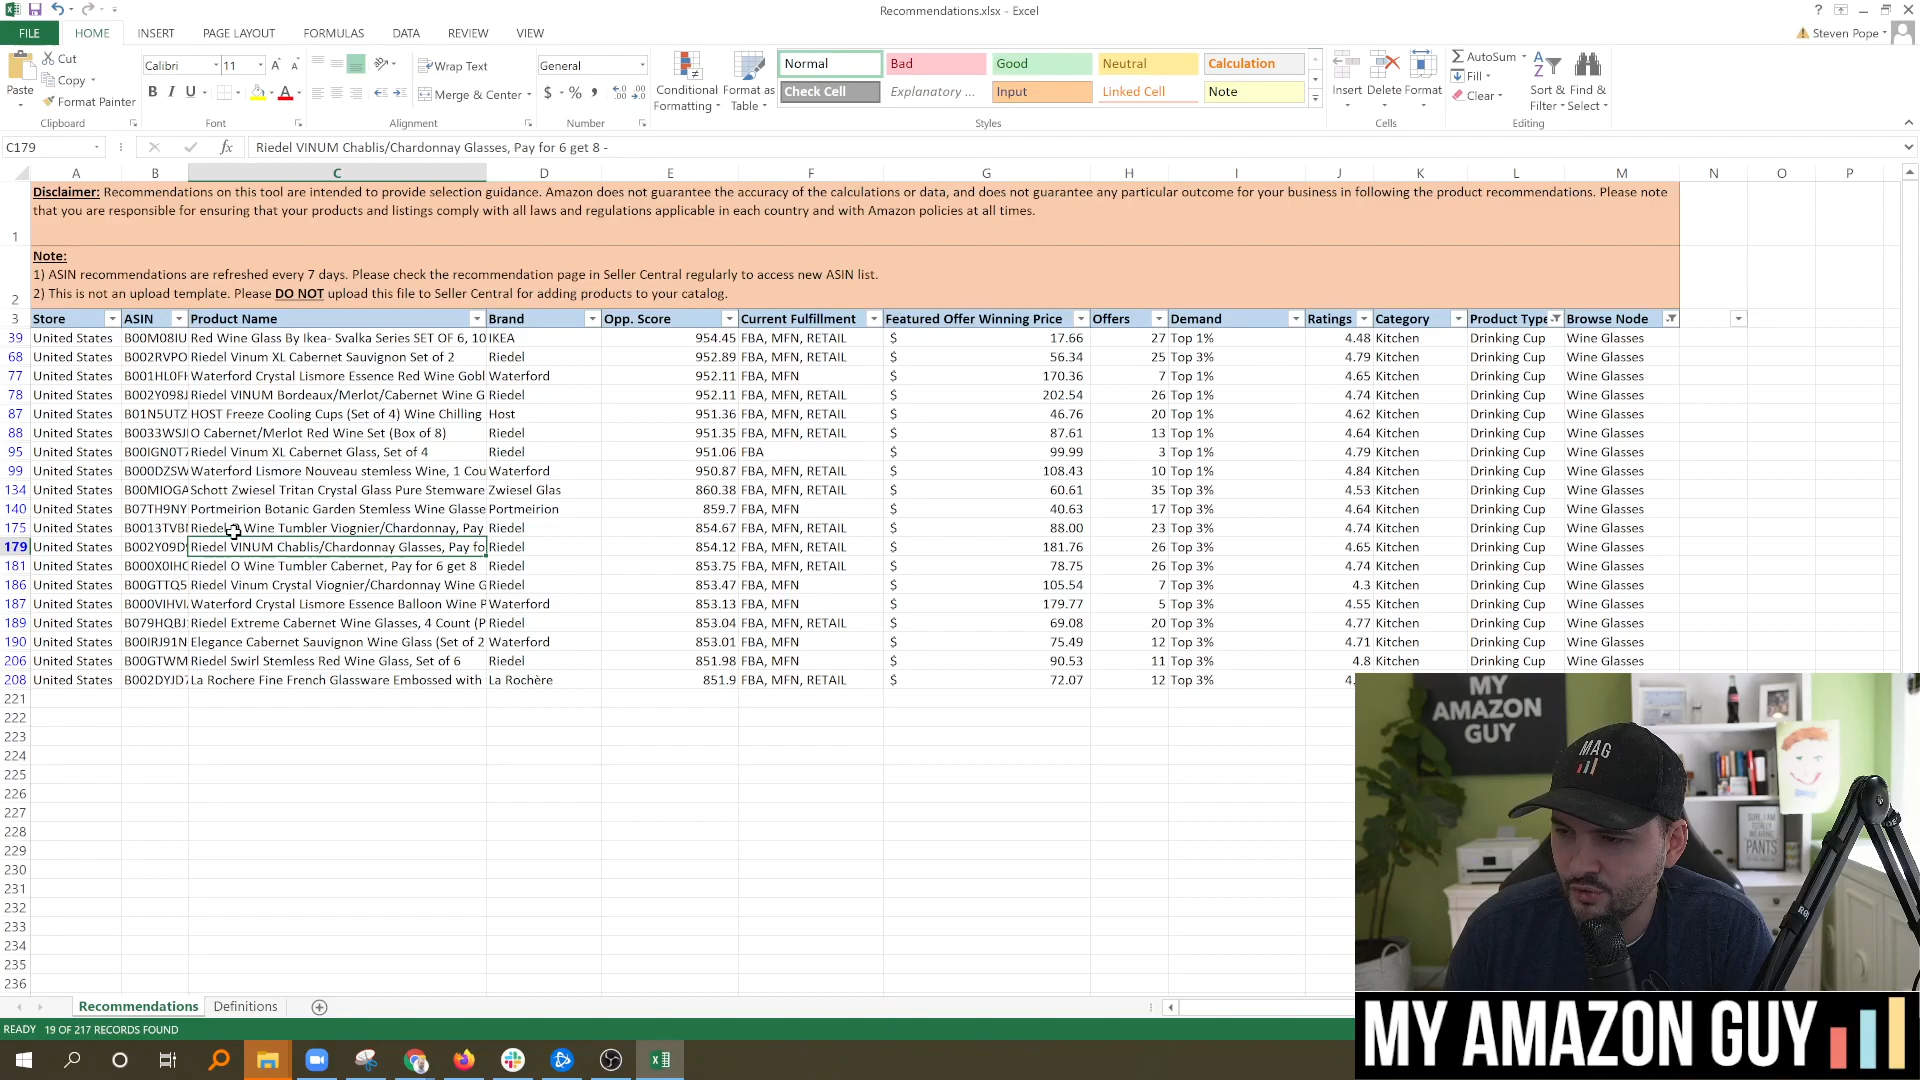 Recommendations.xlsx - Excel
FILE HOME INSERT PAGE LAYOUT FORMULAS DATA REVIEW VIEW Steven Pope
Cut Calibri 11 Wrap Text General Normal Bad Good Neutral Calculation AutoSum
Copy Fill
Paste Format Painter Merge & Center Conditional Formatting Format as Table Check Cell Explanatory ... Input Linked Cell Note Insert Delete Format Clear Sort & Filter Find & Select
Clipboard Font Alignment Number Styles Cells Editing
C179 fx Riedel VINUM Chablis/Chardonnay Glasses, Pay for 6 get 8 -
A B C D E F G H I J K L M N O P
Disclaimer: Recommendations on this tool are intended to provide selection guidance. Amazon does not guarantee the accuracy of the calculations or data, and does not guarantee any particular outcome for your business in following the product recommendations. Please note
that you are responsible for ensuring that your products and listings comply with all laws and regulations applicable in each country and with Amazon policies at all times.
1
Note:
1) ASIN recommendations are refreshed every 7 days. Please check the recommendation page in Seller Central regularly to access new ASIN list.
2 2) This is not an upload template. Please DO NOT upload this file to Seller Central for adding products to your catalog.
3 Store ASIN Product Name Brand Opp. Score Current Fulfillment Featured Offer Winning Price Offers Demand Ratings Category Product Type Browse Node
39 United States B00M08IU Red Wine Glass By Ikea- Svalka Series SET OF 6, 10 IKEA 954.45 FBA, MFN, RETAIL $ 17.66 27 Top 1% 4.48 Kitchen Drinking Cup Wine Glasses
68 United States B002RVPO Riedel Vinum XL Cabernet Sauvignon Set of 2 Riedel 952.89 FBA, MFN, RETAIL $ 56.34 25 Top 3% 4.79 Kitchen Drinking Cup Wine Glasses
77 United States B001HL0F Waterford Crystal Lismore Essence Red Wine Gobl Waterford 952.11 FBA, MFN $ 170.36 7 Top 1% 4.65 Kitchen Drinking Cup Wine Glasses
78 United States B002Y098 Riedel VINUM Bordeaux/Merlot/Cabernet Wine G Riedel 952.11 FBA, MFN, RETAIL $ 202.54 26 Top 1% 4.74 Kitchen Drinking Cup Wine Glasses
87 United States B01N5UTZ HOST Freeze Cooling Cups (Set of 4) Wine Chilling Host 951.36 FBA, MFN, RETAIL $ 46.76 20 Top 1% 4.62 Kitchen Drinking Cup Wine Glasses
88 United States B0033WSJ O Cabernet/Merlot Red Wine Set (Box of 8) Riedel 951.35 FBA, MFN, RETAIL $ 87.61 13 Top 1% 4.64 Kitchen Drinking Cup Wine Glasses
95 United States B00IGN0T Riedel Vinum XL Cabernet Glass, Set of 4 Riedel 951.06 FBA $ 99.99 3 Top 1% 4.79 Kitchen Drinking Cup Wine Glasses
99 United States B000DZSW Waterford Lismore Nouveau stemless Wine, 1 Cou Waterford 950.87 FBA, MFN, RETAIL $ 108.43 10 Top 1% 4.84 Kitchen Drinking Cup Wine Glasses
134 United States B00MIOGA Schott Zwiesel Tritan Crystal Glass Pure Stemware Zwiesel Glas 860.38 FBA, MFN, RETAIL $ 60.61 35 Top 3% 4.53 Kitchen Drinking Cup Wine Glasses
140 United States B07TH9NY Portmeirion Botanic Garden Stemless Wine Glasse Portmeirion 859.7 FBA, MFN $ 40.63 17 Top 3% 4.64 Kitchen Drinking Cup Wine Glasses
175 United States B0013TVB Riedel O Wine Tumbler Viognier/Chardonnay, Pay Riedel 854.67 FBA, MFN, RETAIL $ 88.00 23 Top 3% 4.74 Kitchen Drinking Cup Wine Glasses
179 United States B002Y09D Riedel VINUM Chablis/Chardonnay Glasses, Pay fo Riedel 854.12 FBA, MFN, RETAIL $ 181.76 26 Top 3% 4.65 Kitchen Drinking Cup Wine Glasses
181 United States B000X0IHC Riedel O Wine Tumbler Cabernet, Pay for 6 get 8 Riedel 853.75 FBA, MFN, RETAIL $ 78.75 26 Top 3% 4.74 Kitchen Drinking Cup Wine Glasses
186 United States B00GTTQ5 Riedel Vinum Crystal Viognier/Chardonnay Wine G Riedel 853.47 FBA, MFN $ 105.54 7 Top 3% 4.3 Kitchen Drinking Cup Wine Glasses
187 United States B000VIHVI Waterford Crystal Lismore Essence Balloon Wine P Waterford 853.13 FBA, MFN $ 179.77 5 Top 3% 4.55 Kitchen Drinking Cup Wine Glasses
189 United States B079HQBJ Riedel Extreme Cabernet Wine Glasses, 4 Count (P Riedel 853.04 FBA, MFN, RETAIL $ 69.08 20 Top 3% 4.77 Kitchen Drinking Cup Wine Glasses
190 United States B00IRJ91N Elegance Cabernet Sauvignon Wine Glass (Set of 2 Waterford 853.01 FBA, MFN $ 75.49 12 Top 3% 4.71 Kitchen Drinking Cup Wine Glasses
206 United States B00GTWM Riedel Swirl Stemless Red Wine Glass, Set of 6 Riedel 851.98 FBA, MFN $ 90.53 11 Top 3% 4.8 Kitchen Drinking Cup Wine Glasses
208 United States B002DYJD La Rochere Fine French Glassware Embossed with La Rochère 851.9 FBA, MFN, RETAIL $ 72.07 12 Top 3% 4.
221
222
223
224
225
226
227
228
229
230
231
232
233
234
235
236
MY
AMAZON
GUY
MAG
SURE, I AM
TOTALLY
WEARING
PANTS
Recommendations Definitions
READY 19 OF 217 RECORDS FOUND
MY AMAZON GUY